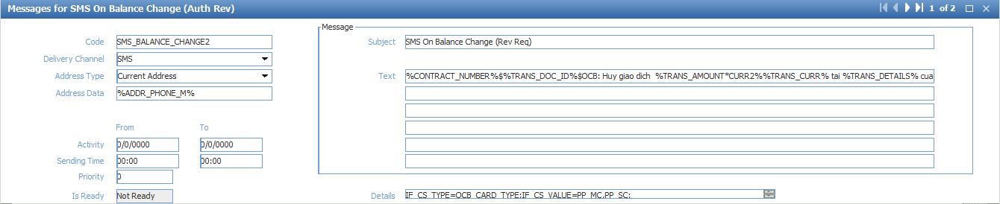 Messages for SMS On Balance Change (Auth Rev)
1 of 2
Message
Code SMS_BALANCE_CHANGE2
Subject SMS On Balance Change (Rev Req)
Delivery Channel SMS
Address Type Current Address
Text %CONTRACT_NUMBER%$%TRANS_DOC_ID%$OCB: Huy giao dich %TRANS_AMOUNT*CURR2%%TRANS_CURR% tai %TRANS_DETAILS% cua
Address Data %ADDR_PHONE_M%
From To
Activity 0/0/0000 0/0/0000
Sending Time 00:00 00:00
Priority 0
Is Ready Not Ready
Details IF_CS_TYPE=OCB_CARD_TYPE;IF_CS_VALUE=PP_MC,PP_SC;